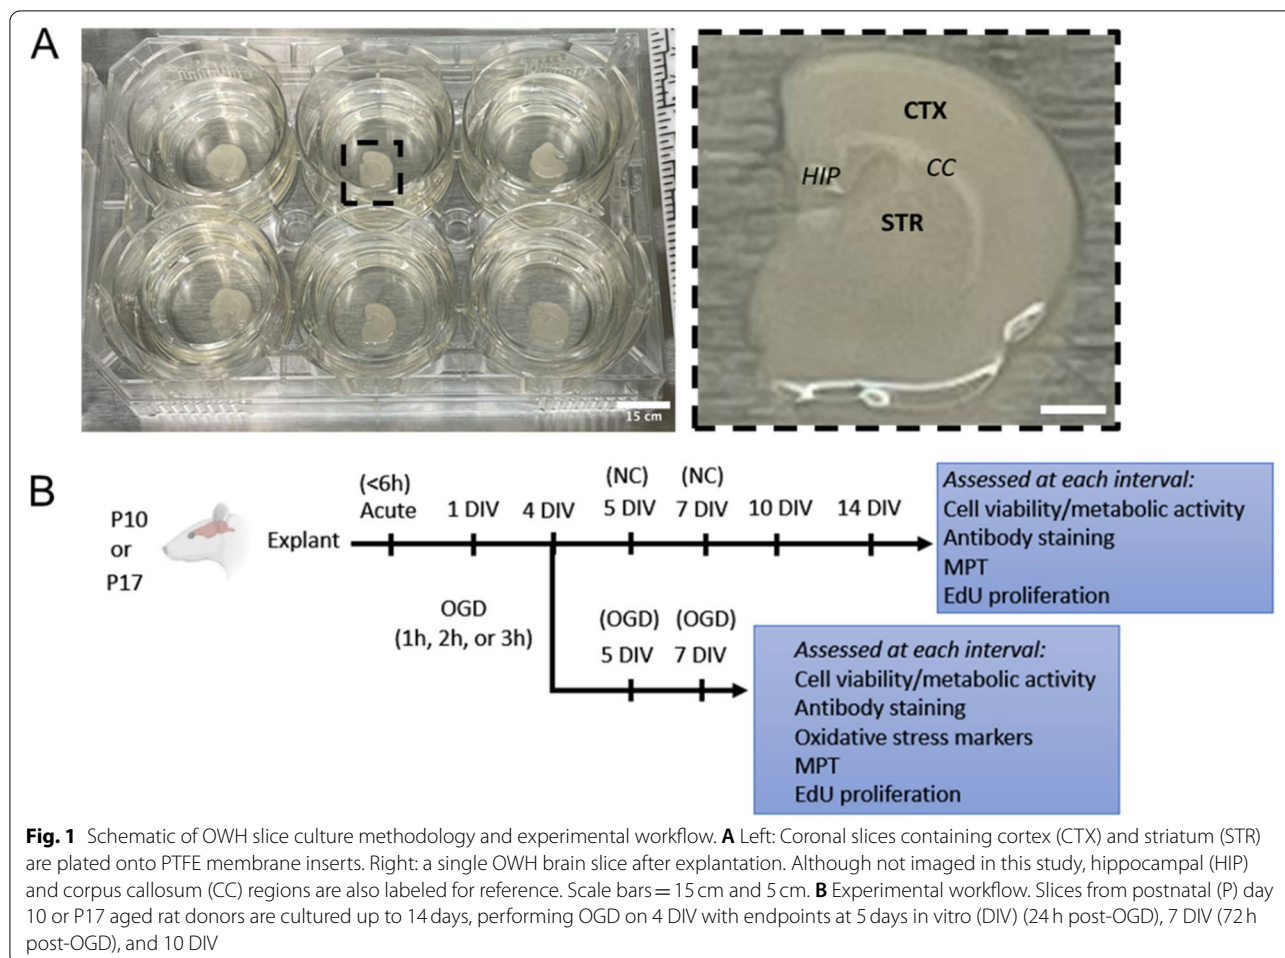 A
CTX
HIP
CC
STR
15 cm
B
P10
or
P17
Explant
(<6h)
Acute
1 DIV
4 DIV
(NC)
5 DIV
(NC)
7 DIV
10 DIV
14 DIV
Assessed at each interval:
Cell viability/metabolic activity
Antibody staining
MPT
EdU proliferation
OGD
(1h, 2h, or 3h)
(OGD)
5 DIV
(OGD)
7 DIV
Assessed at each interval:
Cell viability/metabolic activity
Antibody staining
Oxidative stress markers
MPT
EdU proliferation
Fig. 1 Schematic of OWH slice culture methodology and experimental workflow. A Left: Coronal slices containing cortex (CTX) and striatum (STR)
are plated onto PTFE membrane inserts. Right: a single OWH brain slice after explantation. Although not imaged in this study, hippocampal (HIP)
and corpus callosum (CC) regions are also labeled for reference. Scale bars = 15 cm and 5 cm. B Experimental workflow. Slices from postnatal (P) day
10 or P17 aged rat donors are cultured up to 14 days, performing OGD on 4 DIV with endpoints at 5 days in vitro (DIV) (24 h post-OGD), 7 DIV (72 h
post-OGD), and 10 DIV